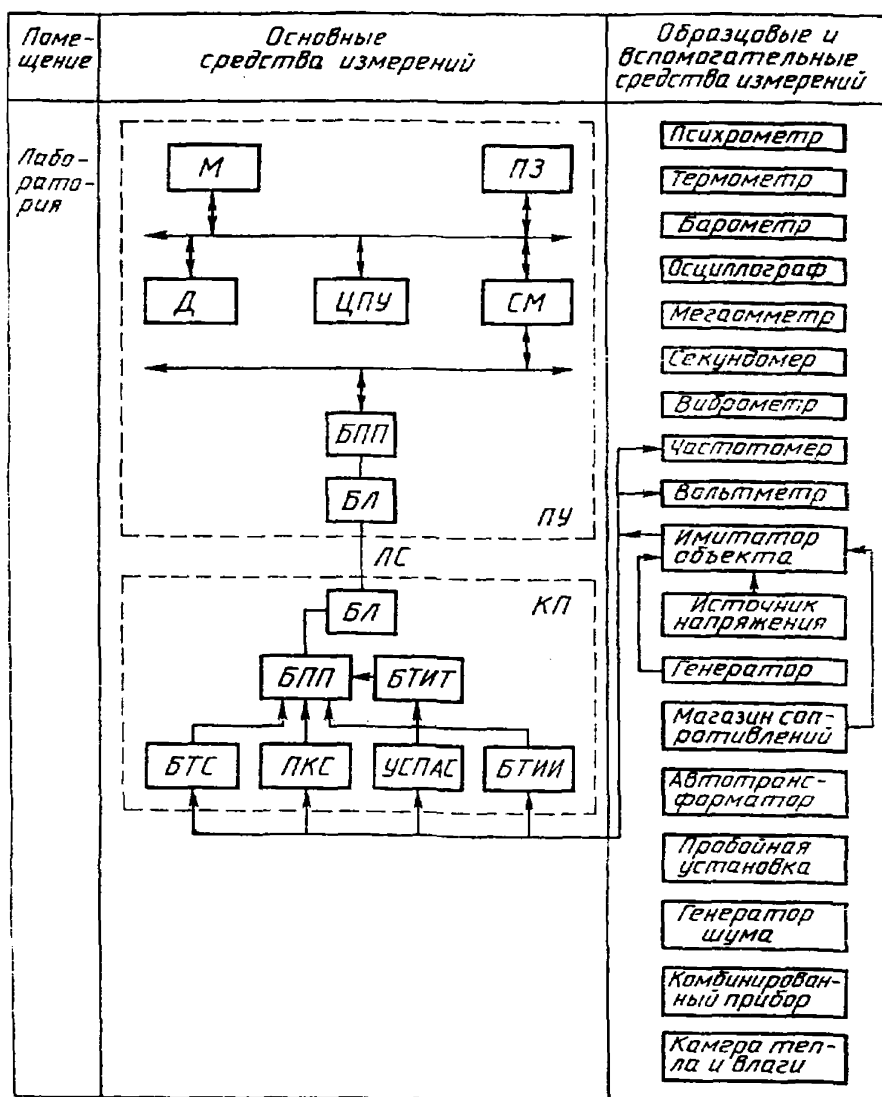 Поме-
щение
Основные
средства измерений
Образцовые и
вспомогательные
средства измерений
Лабо-
рато-
рия
М
ПЗ
Д
ЦПУ
СМ
БПП
БЛ
ПУ
ЛС
БЛ
КП
БПП
БТИТ
БТС
ПКС
УСПАС
БТИИ
Психрометр
Термометр
Барометр
Осциллограф
Мегаомметр
Секундомер
Виброметр
Частотомер
Вольтметр
Имитатор
объекта
Источник
напряжения
Генератор
Магазин соп-
ротивлений
Автотранс-
форматор
Пробойная
установка
Генератор
шума
Комбинирован-
ный прибор
Камера теп-
ла и влаги